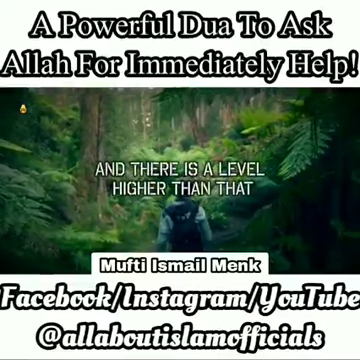 A Powerful Dua To Ask
Allah For Immediately Help!
AND THERE IS A LEVEL
HIGHER THAN THAT
Mufti Ismail Menk
Facebook/Instagram/YouTube
@allaboutislamofficials